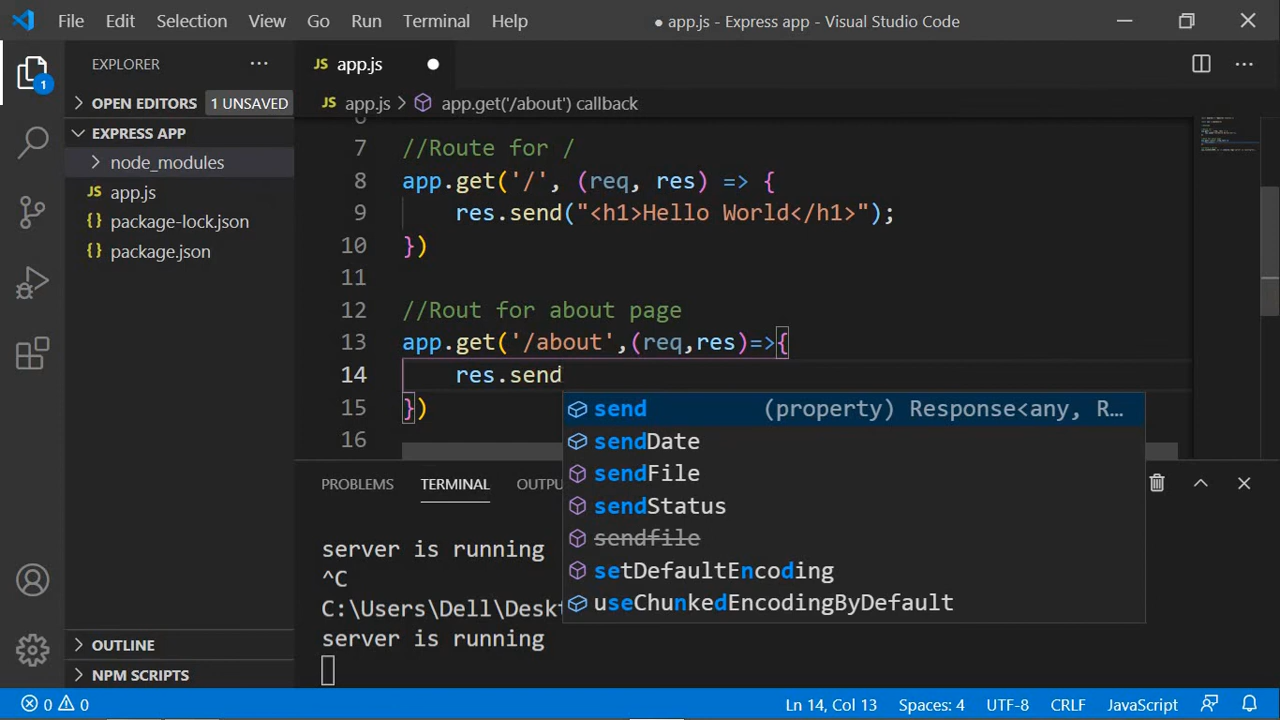 File Edit Selection View Go Run Terminal Help ● app.js - Express app - Visual Studio Code
EXPLORER ···
JS app.js ●
1
OPEN EDITORS 1 UNSAVED
JS app.js > app.get('/about') callback
EXPRESS APP
node_modules
JS app.js
{} package-lock.json
{} package.json
7 //Route for /
8 app.get('/', (req, res) => {
9 res.send("<h1>Hello World</h1>");
10 })
11
12 //Rout for about page
13 app.get('/about',(req,res)=>{
14 res.send
15 })
16
send (property) Response<any, R…
sendDate
sendFile
sendStatus
sendfile
setDefaultEncoding
useChunkedEncodingByDefault
PROBLEMS TERMINAL OUTPU
server is running
^C
C:\Users\Dell\Deskt
server is running
OUTLINE
NPM SCRIPTS
0 0 Ln 14, Col 13 Spaces: 4 UTF-8 CRLF JavaScript